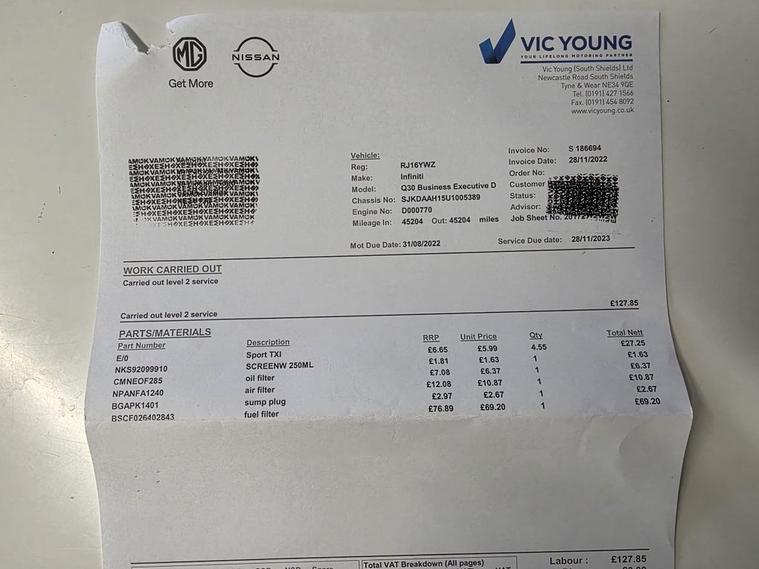 MG
NISSAN
Get More
VIC YOUNG
YOUR LIFELONG MOTORING PARTNER
Vic Young (South Shields) Ltd
Newcastle Road South Shields
Tyne & Wear NE34 9QE
Tel. (0191) 427 1566
Fax. (0191) 454 8092
www.vicyoung.co.uk
Vehicle:
Reg: RJ16YWZ
Make: Infiniti
Model: Q30 Business Executive D
Chassis No: SJKDAAH15U1005389
Engine No: D000770
Mileage In: 45204 Out: 45204 miles
Mot Due Date: 31/08/2022
Invoice No: S 186694
Invoice Date: 28/11/2022
Order No:
Customer
Status:
Advisor:
Job Sheet No.
Service Due date: 28/11/2023
WORK CARRIED OUT
Carried out level 2 service
Carried out level 2 service £127.85
PARTS/MATERIALS
Part Number Description RRP Unit Price Qty Total Nett
E/0 Sport TXI £6.65 £5.99 4.55 £27.25
NKS92099910 SCREENW 250ML £1.81 £1.63 1 £1.63
CMNEOF285 oil filter £7.08 £6.37 1 £6.37
NPANFA1240 air filter £12.08 £10.87 1 £10.87
BGAPK1401 sump plug £2.97 £2.67 1 £2.67
BSCF026402843 fuel filter £76.89 £69.20 1 £69.20
Total VAT Breakdown (All pages)
Labour : £127.85